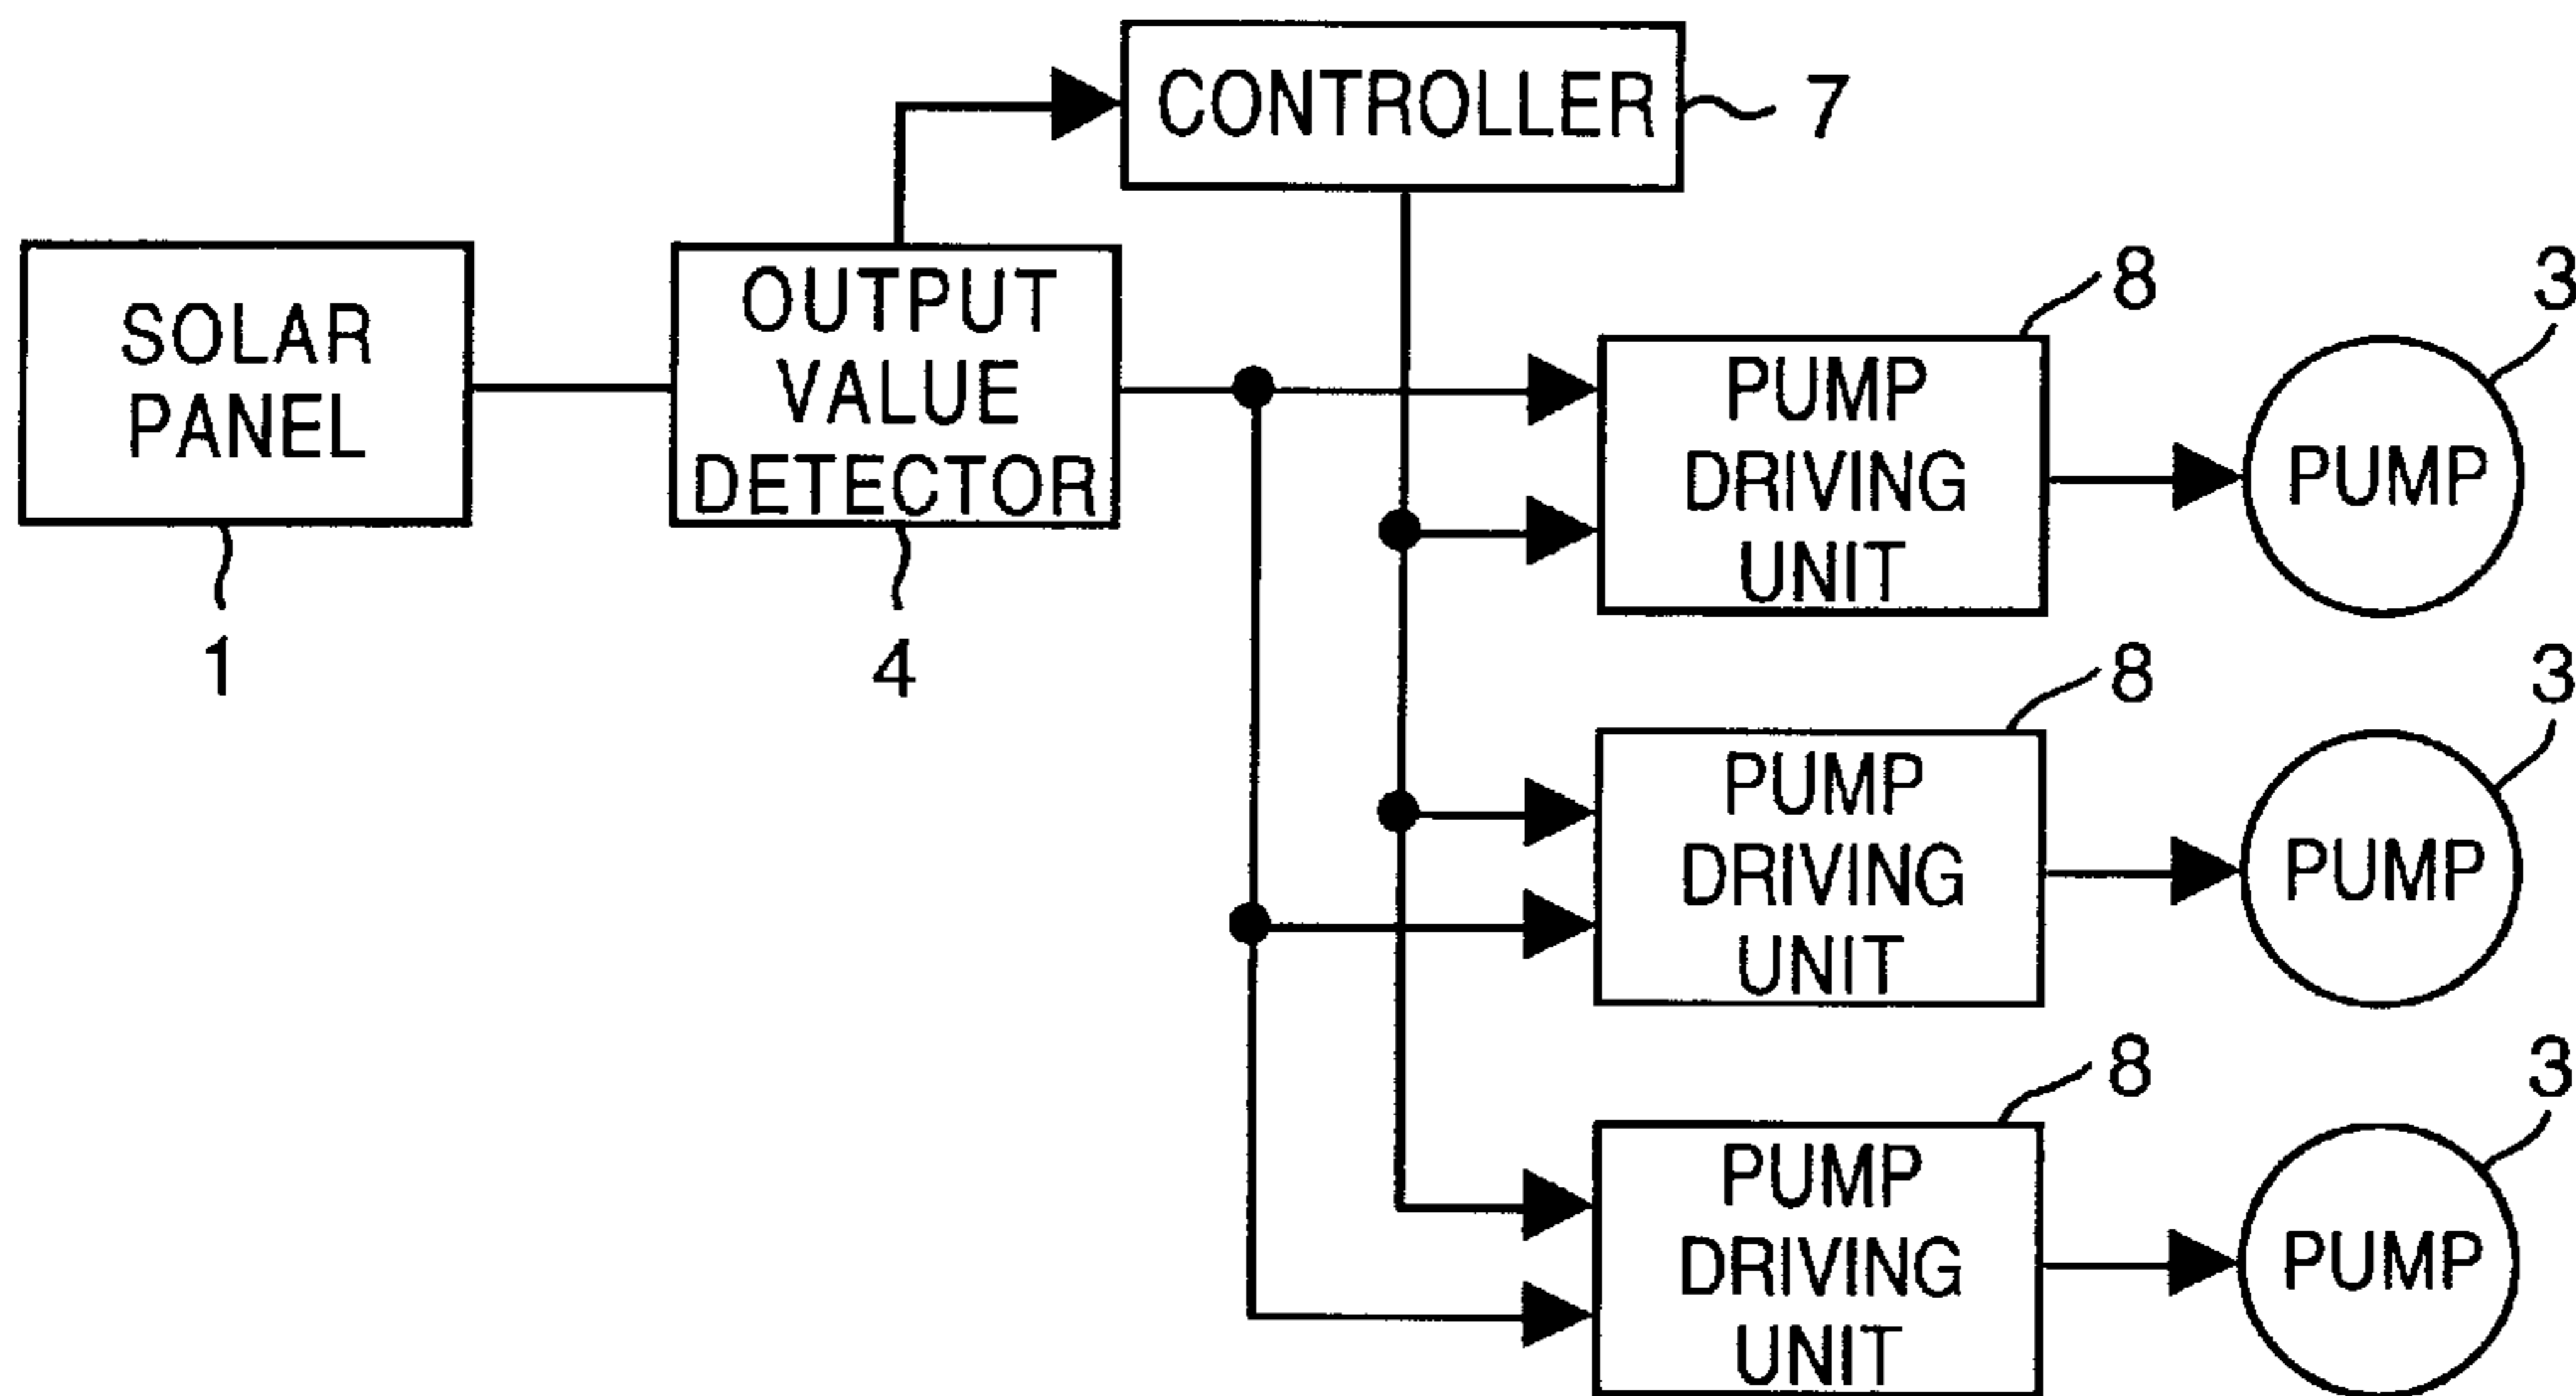 CONTROLLER
7
SOLAR
PANEL
1
OUTPUT
VALUE
DETECTOR
4
8
PUMP
DRIVING
UNIT
3
PUMP
8
PUMP
DRIVING
UNIT
3
PUMP
8
PUMP
DRIVING
UNIT
3
PUMP